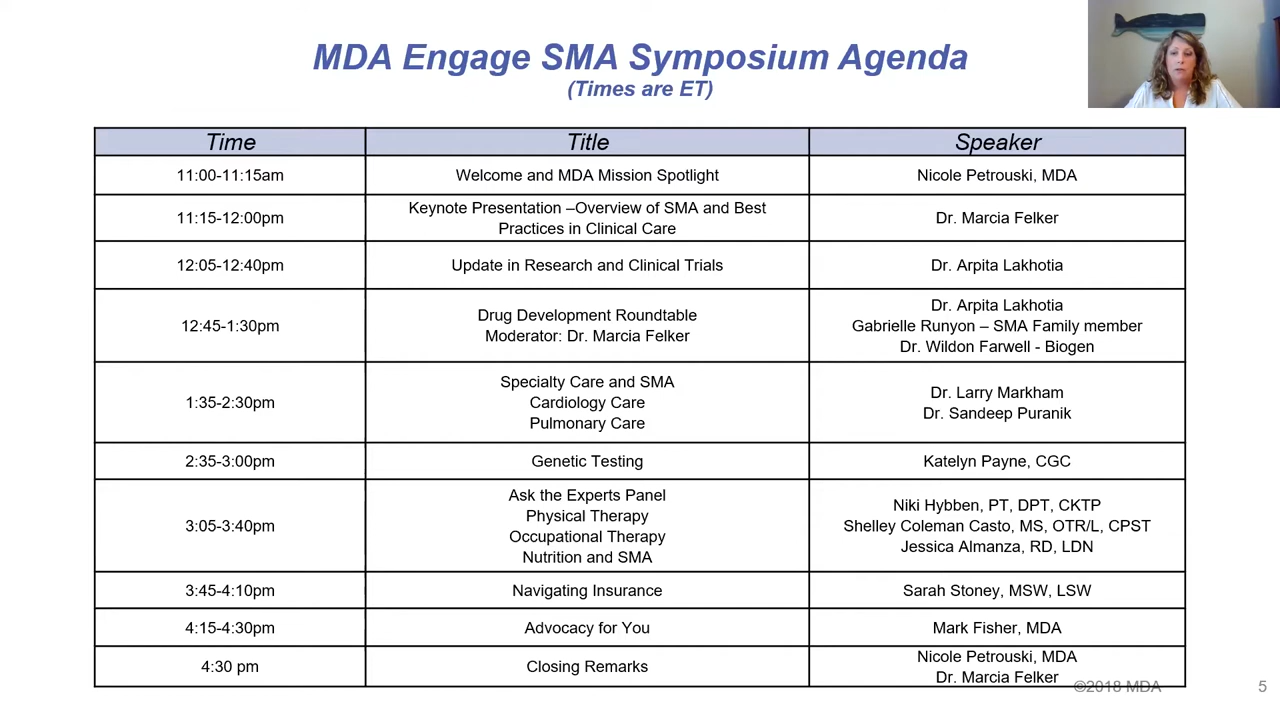 MDA Engage SMA Symposium Agenda
(Times are ET)
Time Title Speaker
11:00-11:15am Welcome and MDA Mission Spotlight Nicole Petrouski, MDA
11:15-12:00pm Keynote Presentation –Overview of SMA and Best Practices in Clinical Care Dr. Marcia Felker
12:05-12:40pm Update in Research and Clinical Trials Dr. Arpita Lakhotia
12:45-1:30pm
Drug Development Roundtable
Moderator: Dr. Marcia Felker
Dr. Arpita Lakhotia
Gabrielle Runyon – SMA Family member
Dr. Wildon Farwell - Biogen
1:35-2:30pm
Specialty Care and SMA
Cardiology Care
Pulmonary Care
Dr. Larry Markham
Dr. Sandeep Puranik
2:35-3:00pm Genetic Testing Katelyn Payne, CGC
3:05-3:40pm
Ask the Experts Panel
Physical Therapy
Occupational Therapy
Nutrition and SMA
Niki Hybben, PT, DPT, CKTP
Shelley Coleman Casto, MS, OTR/L, CPST
Jessica Almanza, RD, LDN
3:45-4:10pm Navigating Insurance Sarah Stoney, MSW, LSW
4:15-4:30pm Advocacy for You Mark Fisher, MDA
4:30 pm Closing Remarks
Nicole Petrouski, MDA
Dr. Marcia Felker
©2018 MDA 5